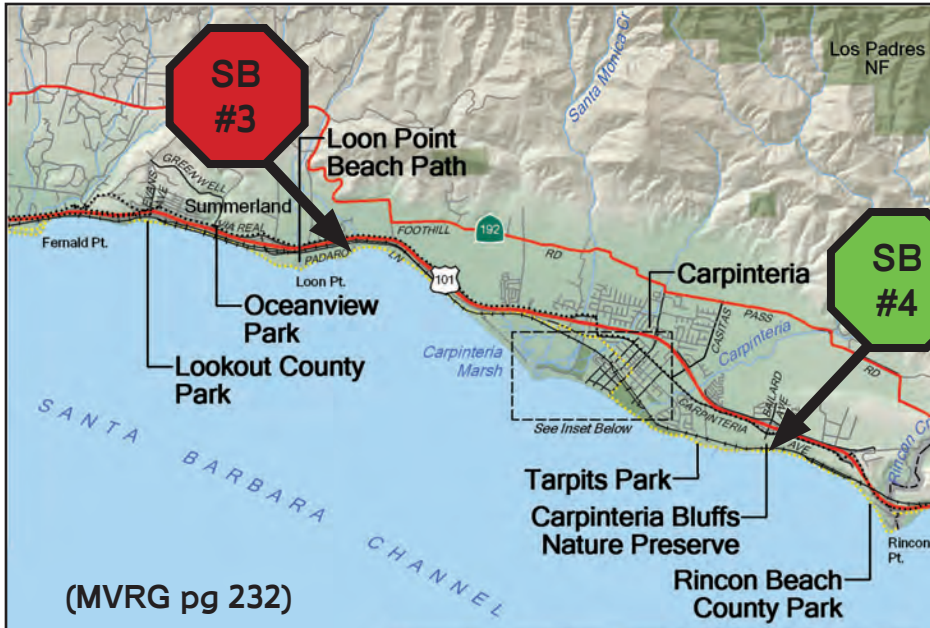 Los Padres
NF
Santa Monica Cr
SB
#3
Loon Point
Beach Path
GREENWELL
EVANS
AVE
Summerland
VIA REAL
FOOTHILL
192
RD
Fernald Pt.
PADARO
LN
Loon Pt.
101
Carpinteria
SB
#4
Oceanview
Park
PASS
CASITAS
Carpinteria
Carpinteria
Marsh
Lookout County
Park
RD
BAILARD
AVE
CARPINTERIA
AVE
See Inset Below
Rincon Cr
SANTA BARBARA CHANNEL
Tarpits Park
Carpinteria Bluffs
Nature Preserve
Rincon
Pt.
Rincon Beach
County Park
(MVRG pg 232)